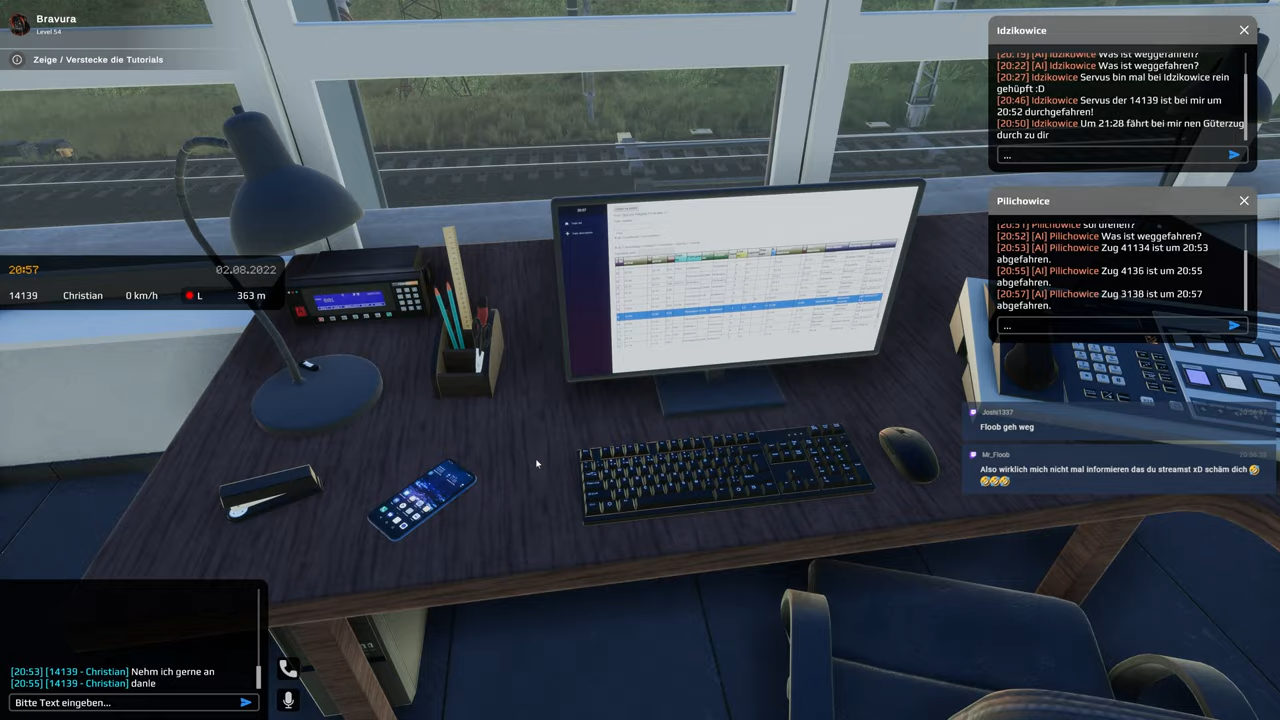 Bravura
Level 54
Zeige / Verstecke die Tutorials
20:57
02.08.2022
14139 Christian 0 km/h L 363 m
Idzikowice
[20:19] [AI] Idzikowice Was ist weggefahren?
[20:22] [AI] Idzikowice Was ist weggefahren?
[20:27] Idzikowice Servus bin mal bei Idzikowice rein
gehüpft :D
[20:46] Idzikowice Servus der 14139 ist bei mir um
20:52 durchgefahren!
[20:50] Idzikowice Um 21:28 fährt bei mir nen Güterzug
durch zu dir
...
Pilichowice
[20:52] [AI] Pilichowice Was ist weggefahren?
[20:53] [AI] Pilichowice Zug 41134 ist um 20:53
abgefahren.
[20:55] [AI] Pilichowice Zug 4136 ist um 20:55
abgefahren.
[20:57] [AI] Pilichowice Zug 3138 ist um 20:57
abgefahren.
...
Joshi1337
Floob geh weg
Mr_Floob
Also wirklich mich nicht mal informieren das du streamst xD schäm dich 🤣
🤣🤣🤣
[20:53] [14139 - Christian] Nehm ich gerne an
[20:55] [14139 - Christian] danle
Bitte Text eingeben...